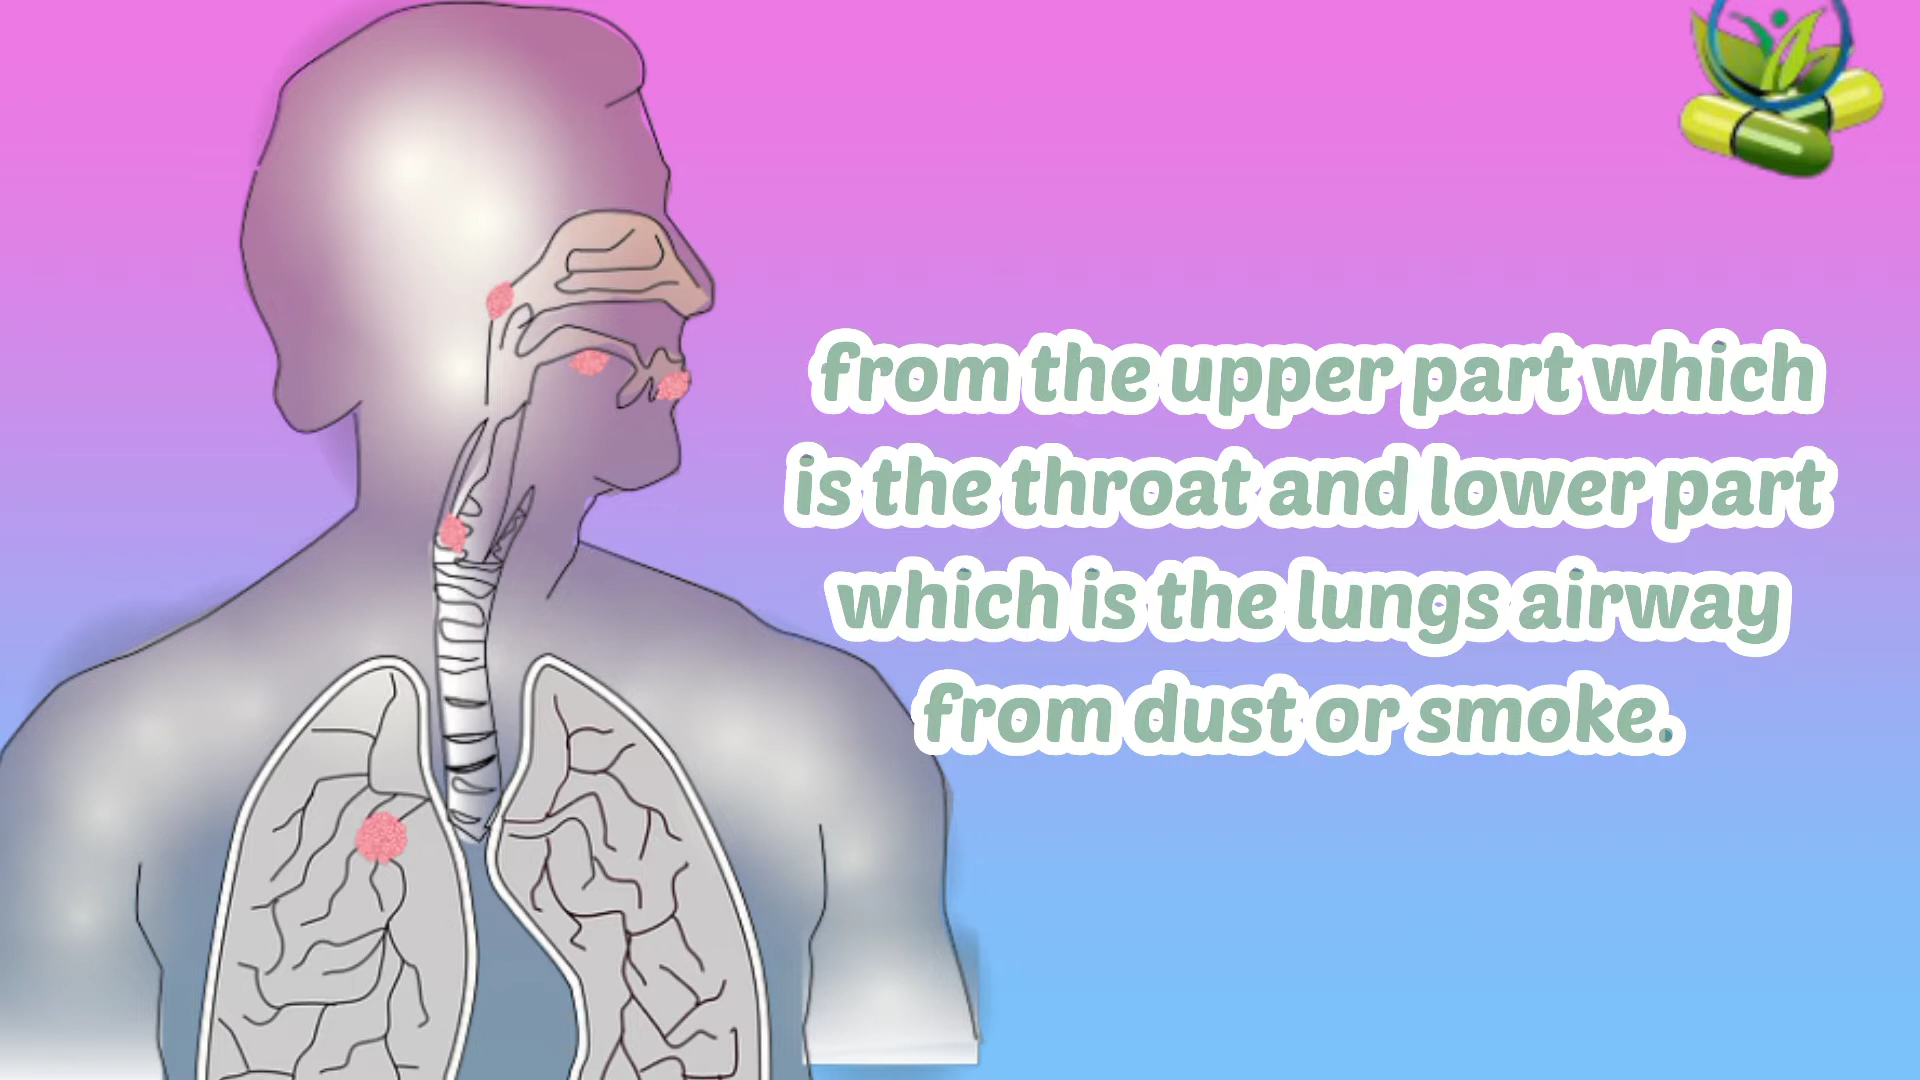 from the upper part which
is the throat and lower part
which is the lungs airway
from dust or smoke.